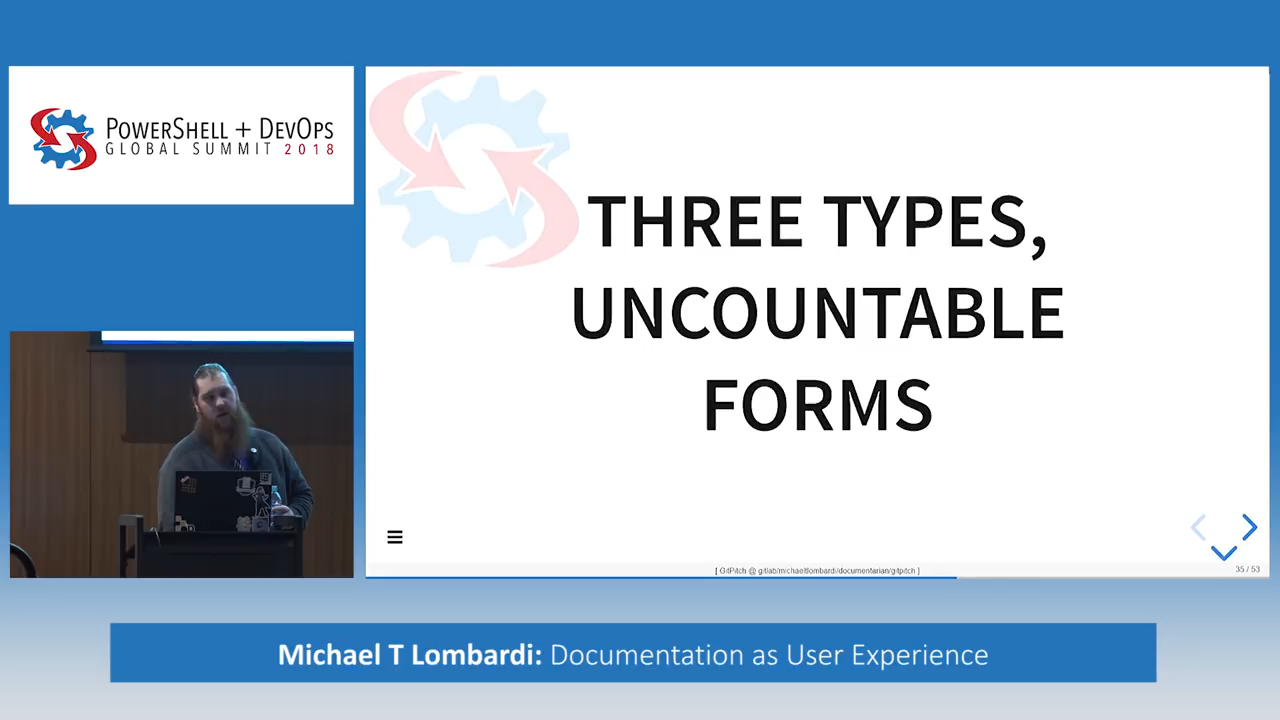 POWERSHELL + DEVOPS
GLOBAL SUMMIT 2018
THREE TYPES,
UNCOUNTABLE
FORMS
[ GitPitch @ gitlab/michaeltlombardi/documentarian/gitpitch ]
35 / 53
Michael T Lombardi: Documentation as User Experience